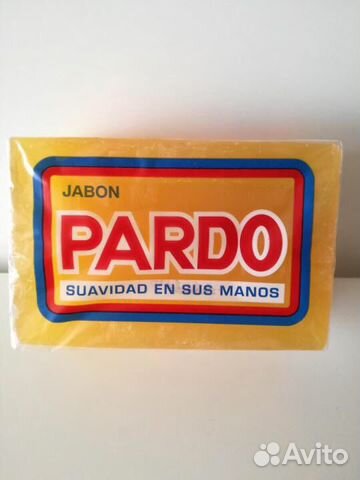 JABON
PARDO
SUAVIDAD EN SUS MANOS
Avito